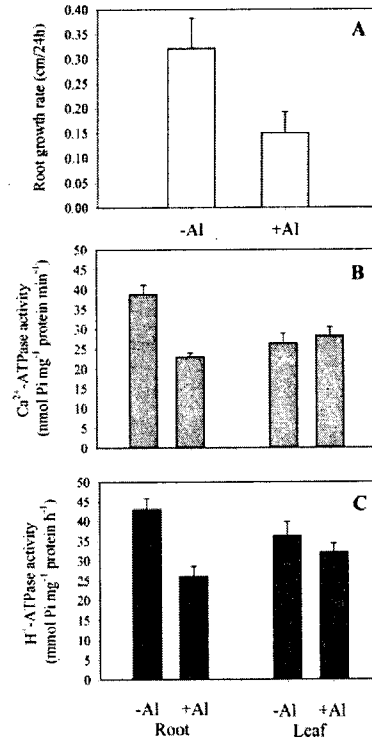 A
Root growth rate (cm/24h)
0.40
0.35
0.30
0.25
0.20
0.15
0.10
0.05
0.00
-Al +Al
B
Ca²⁺-ATPase activity
(mmol Pi mg⁻¹ protein min⁻¹)
50
45
40
35
30
25
20
15
10
5
0
C
H⁺-ATPase activity
(mmol Pi mg⁻¹ protein h⁻¹)
50
45
40
35
30
25
20
15
10
5
0
-Al +Al -Al +Al
Root Leaf